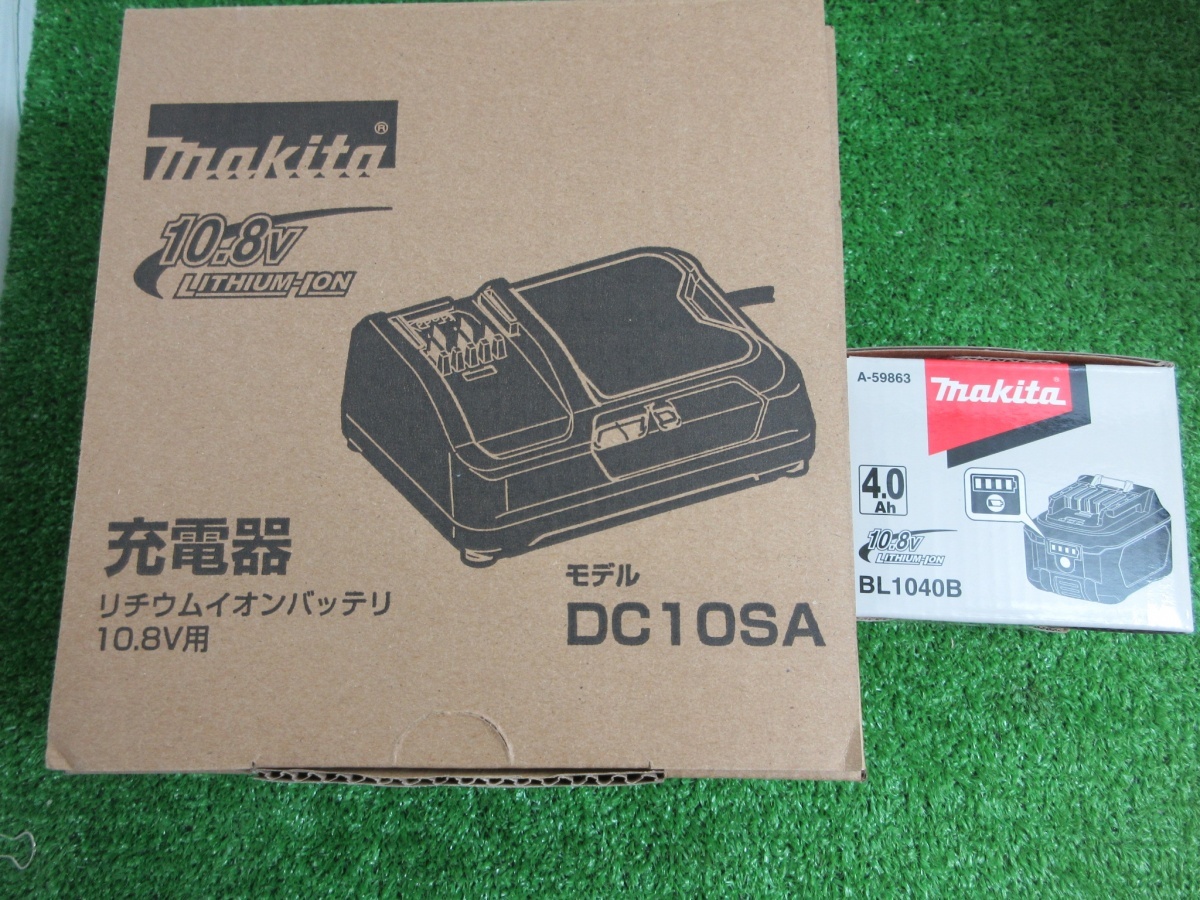 makita®
10.8V
LITHIUM-ION
充電器
リチウムイオンバッテリ
10.8V用
モデル
DC10SA
A-59863
makita®
4.0
Ah
10.8V
LITHIUM-ION
BL1040B